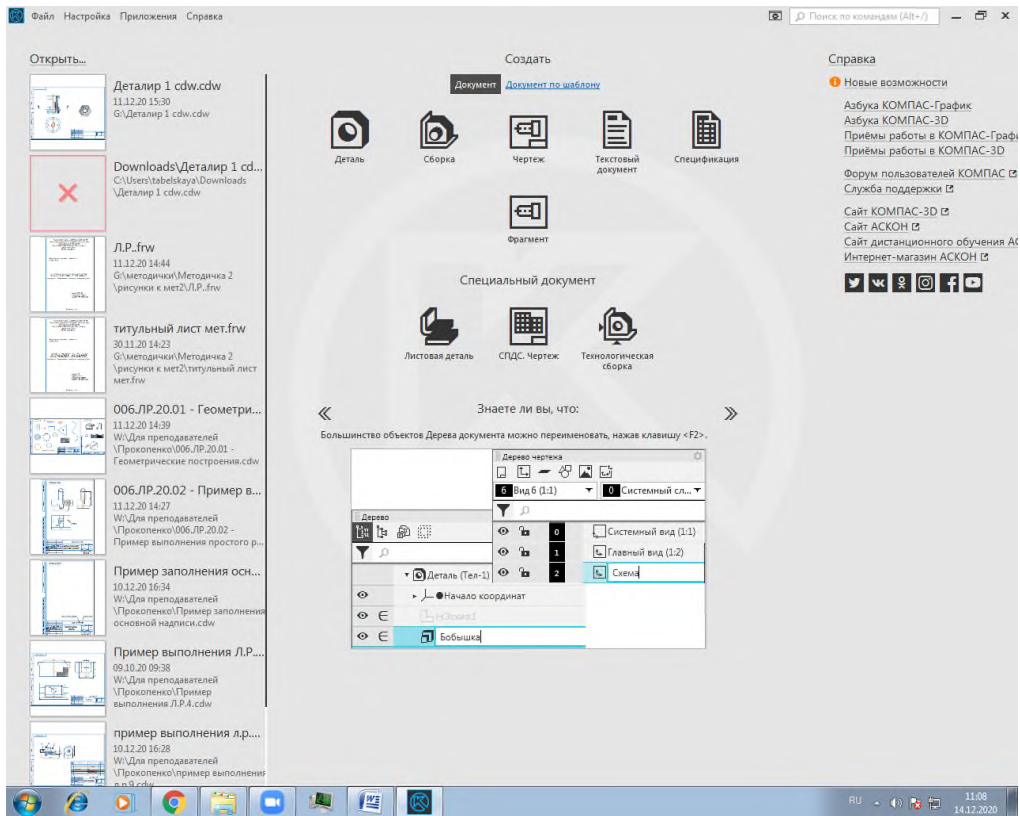 Файл Настройка Приложения Справка
Поиск по командам (Alt+/)
Открыть...
Деталир 1 cdw.cdw
11.12.20 15:30
G:\Деталир 1 cdw.cdw
Downloads\Деталир 1 cd...
C:\Users\tabelskaya\Downloads
\Деталир 1 cdw.cdw
Л.Р..frw
11.12.20 14:44
G:\методички\Методичка 2
\рисунки к мет2\Л.Р..frw
титульный лист мет.frw
30.11.20 14:23
G:\методички\Методичка 2
\рисунки к мет2\титульный лист
мет.frw
006.ЛР.20.01 - Геометри...
11.12.20 14:39
W:\Для преподавателей
\Прокопенко\006.ЛР.20.01 -
Геометрические построения.cdw
006.ЛР.20.02 - Пример в...
11.12.20 14:27
W:\Для преподавателей
\Прокопенко\006.ЛР.20.02 -
Пример выполнения простого р...
Пример заполнения осн...
10.12.20 16:34
W:\Для преподавателей
\Прокопенко\Пример заполнения
основной надписи.cdw
Пример выполнения Л.Р....
09.10.20 09:38
W:\Для преподавателей
\Прокопенко\Пример
выполнения Л.Р.4.cdw
пример выполнения л.р....
10.12.20 16:28
W:\Для преподавателей
\Прокопенко\пример выполнения
л.р.9.cdw
Создать
Документ Документ по шаблону
Деталь Сборка Чертеж Текстовый документ Спецификация
Фрагмент
Специальный документ
Листовая деталь СПДС. Чертеж Технологическая сборка
Знаете ли вы, что:
Большинство объектов Дерева документа можно переименовать, нажав клавишу <F2>.
Дерево чертежа
6 Вид 6 (1:1) 0 Системный сл...
0 Системный вид (1:1)
1 Главный вид (1:2)
2 Схема
Дерево
Деталь (Тел-1)
Начало координат
Эскиз1
Бобышка
Справка
Новые возможности
Азбука КОМПАС-График
Азбука КОМПАС-3D
Приёмы работы в КОМПАС-Графи
Приёмы работы в КОМПАС-3D
Форум пользователей КОМПАС
Служба поддержки
Сайт КОМПАС-3D
Сайт АСКОН
Сайт дистанционного обучения АС
Интернет-магазин АСКОН
RU
11:08
14.12.2020